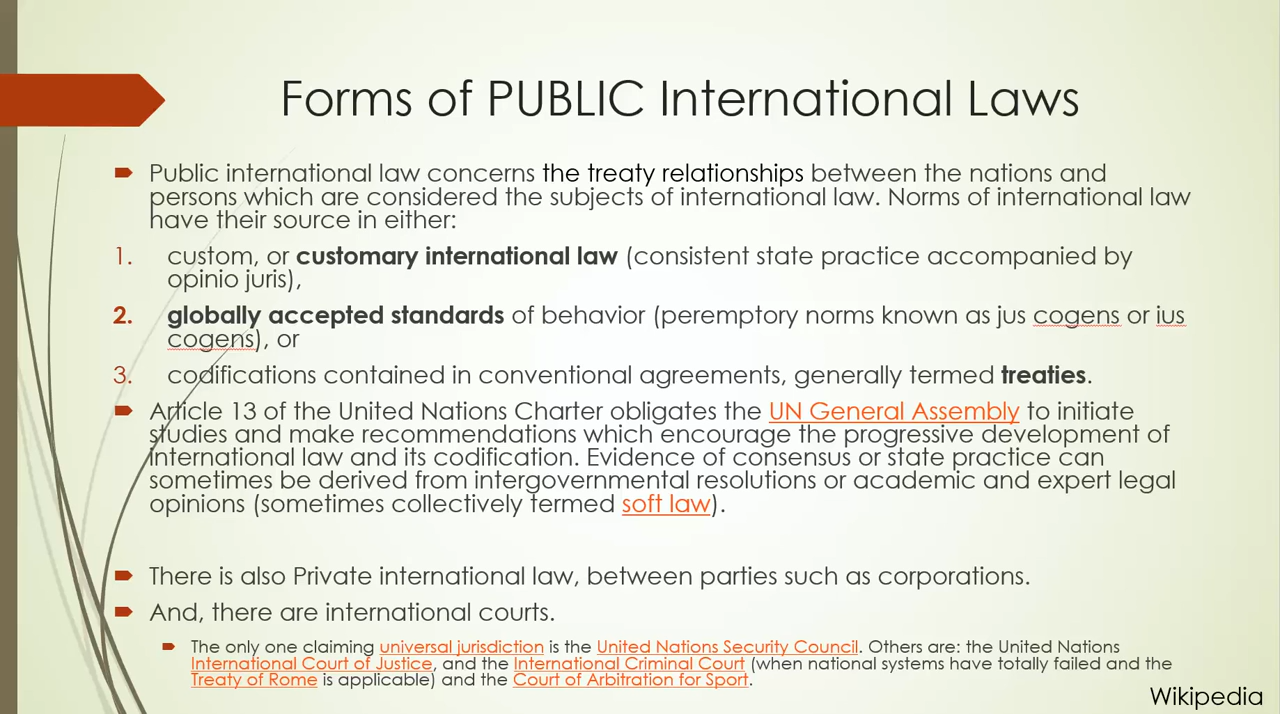 Forms of PUBLIC International Laws
Public international law concerns the treaty relationships between the nations and
persons which are considered the subjects of international law. Norms of international law
have their source in either:
1. custom, or customary international law (consistent state practice accompanied by
opinio juris),
2. globally accepted standards of behavior (peremptory norms known as jus cogens or ius
cogens), or
3. codifications contained in conventional agreements, generally termed treaties.
Article 13 of the United Nations Charter obligates the UN General Assembly to initiate
studies and make recommendations which encourage the progressive development of
international law and its codification. Evidence of consensus or state practice can
sometimes be derived from intergovernmental resolutions or academic and expert legal
opinions (sometimes collectively termed soft law).
There is also Private international law, between parties such as corporations.
And, there are international courts.
The only one claiming universal jurisdiction is the United Nations Security Council. Others are: the United Nations
International Court of Justice, and the International Criminal Court (when national systems have totally failed and the
Treaty of Rome is applicable) and the Court of Arbitration for Sport.
Wikipedia